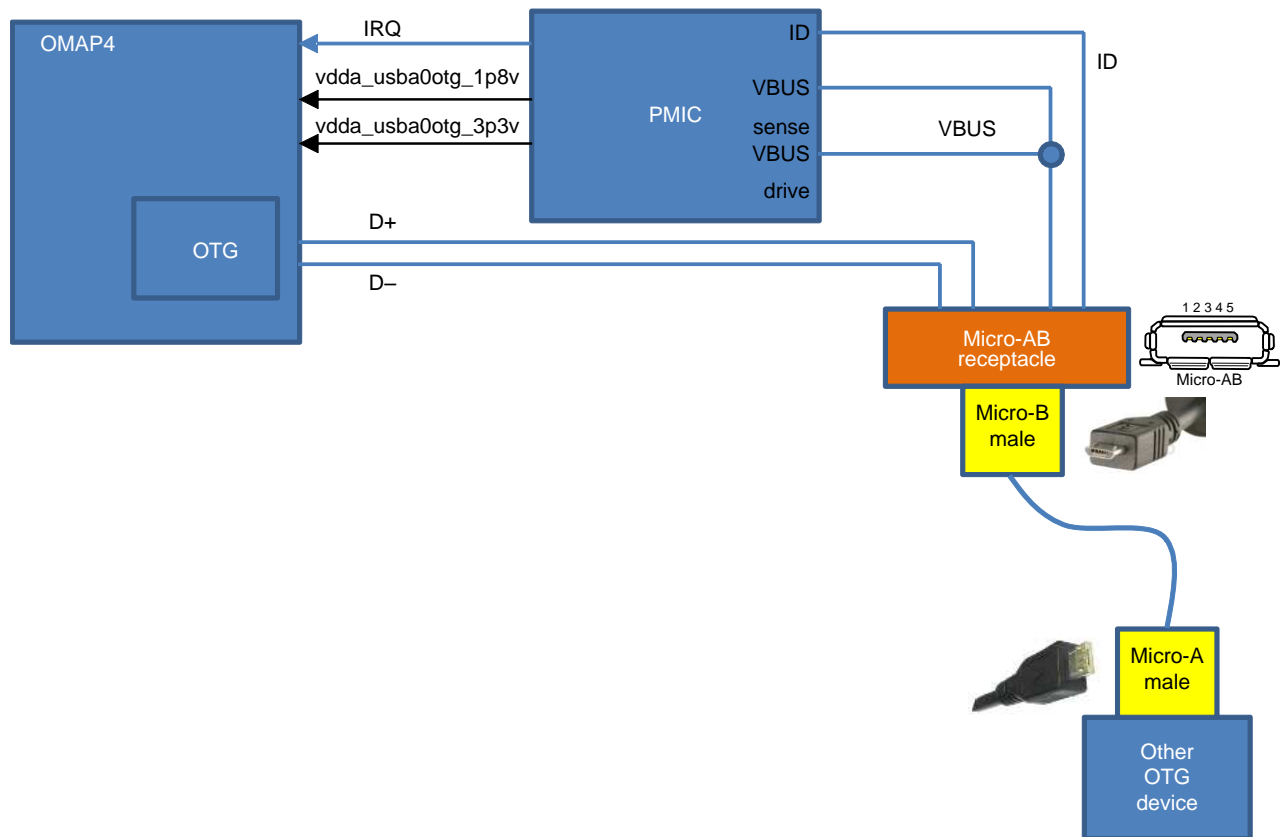 OMAP4
IRQ
vdda_usba0otg_1p8v
vdda_usba0otg_3p3v
OTG
D+
D–
PMIC
ID
VBUS
sense
VBUS
drive
ID
VBUS
Micro-AB
receptacle
1 2 3 4 5
Micro-AB
Micro-B
male
Micro-A
male
Other
OTG
device